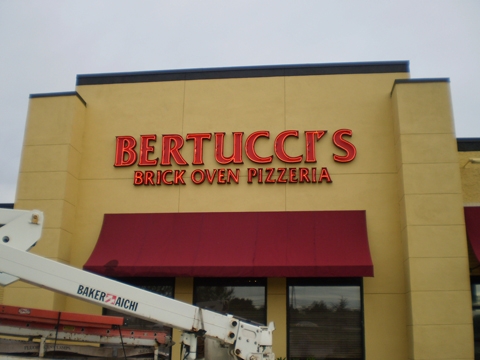 BERTUCCI'S
BRICK OVEN PIZZERIA
BAKER AICHI